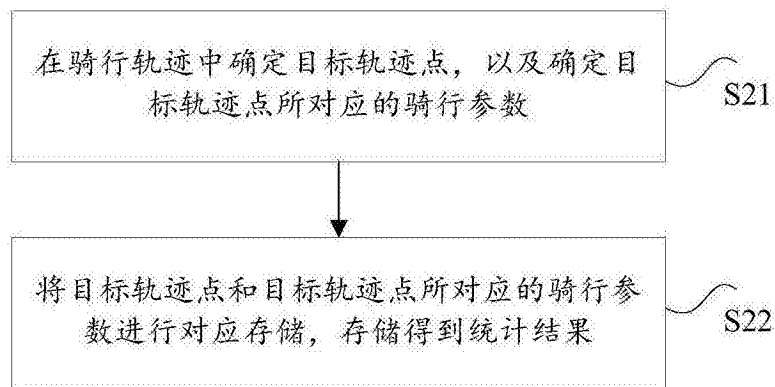 在骑行轨迹中确定目标轨迹点，以及确定目
标轨迹点所对应的骑行参数
S21
将目标轨迹点和目标轨迹点所对应的骑行参
数进行对应存储，存储得到统计结果
S22